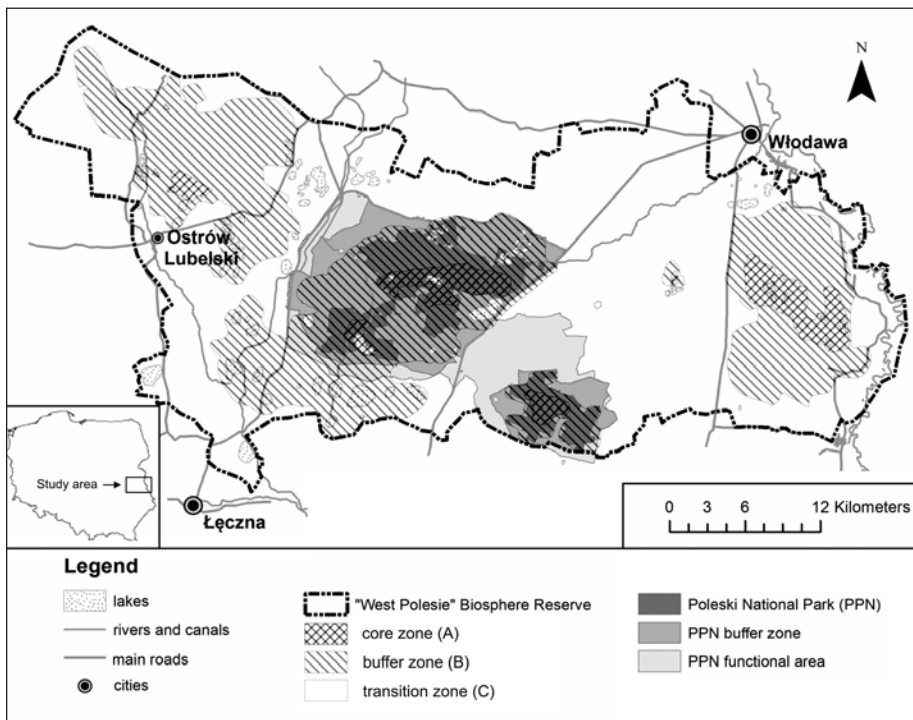 N
Włodawa
Ostrów
Lubelski
Study area
Łęczna
0 3 6 12 Kilometers
Legend
lakes
rivers and canals
main roads
cities
"West Polesie" Biosphere Reserve
core zone (A)
buffer zone (B)
transition zone (C)
Poleski National Park (PPN)
PPN buffer zone
PPN functional area